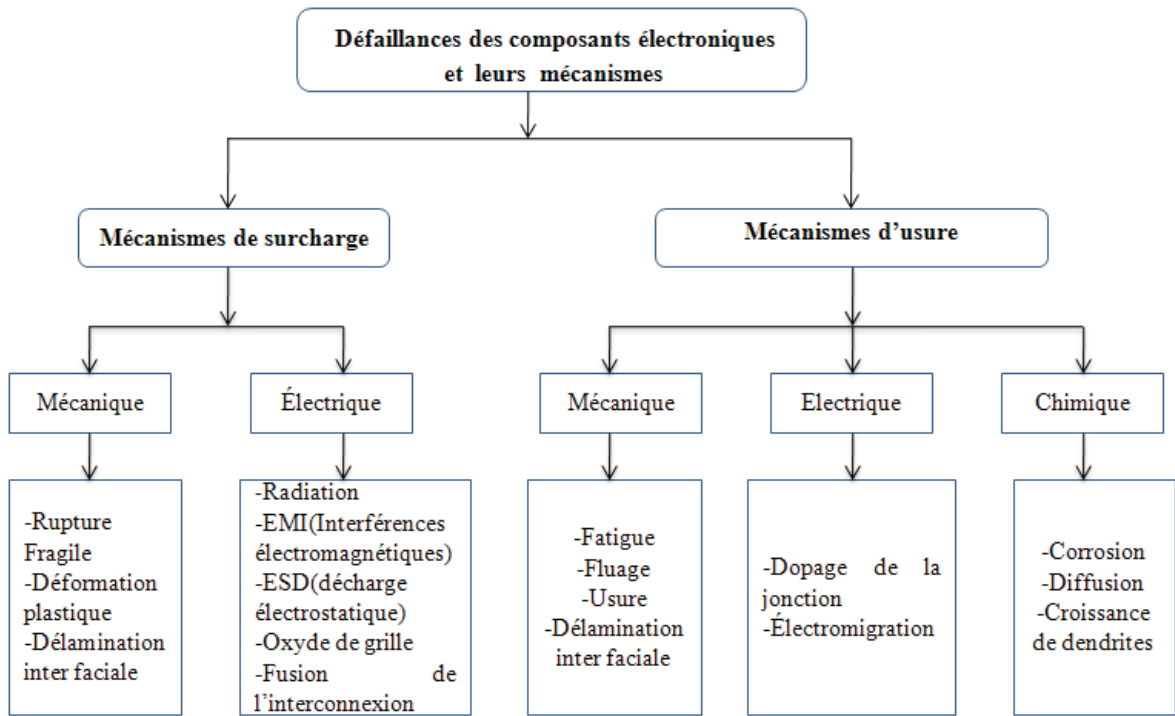 Défaillances des composants électroniques
et leurs mécanismes
Mécanismes de surcharge
Mécanismes d’usure
Mécanique
Électrique
Mécanique
Electrique
Chimique
-Rupture
Fragile
-Déformation
plastique
-Délamination
inter faciale
-Radiation
-EMI(Interférences
électromagnétiques)
-ESD(décharge
électrostatique)
-Oxyde de grille
-Fusion de
l’interconnexion
-Fatigue
-Fluage
-Usure
-Délamination
inter faciale
-Dopage de la
jonction
-Électromigration
-Corrosion
-Diffusion
-Croissance
de dendrites